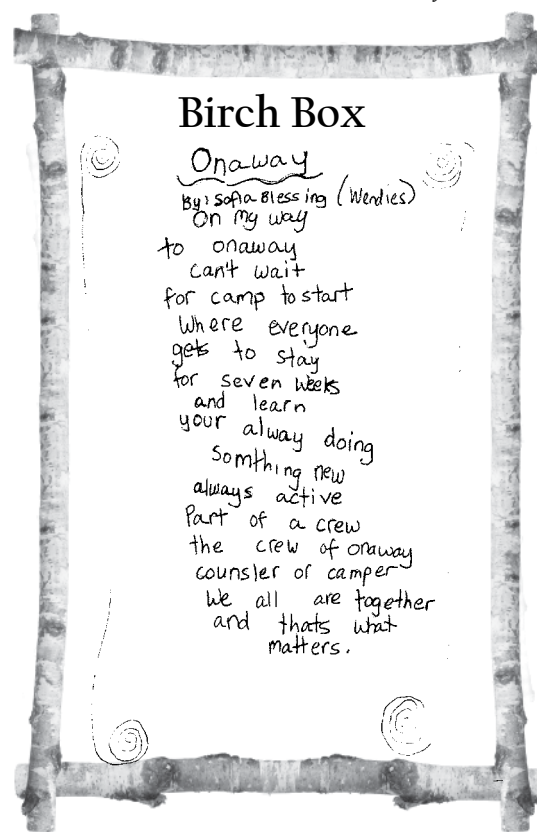 Birch Box
Onaway
By: Sofia Blessing (Wendies)
On my way
to onaway
can't wait
for camp to start
Where everyone
gets to stay
for seven weeks
and learn
your alway doing
somthing new
always active
Part of a crew
the crew of onaway
counsler or camper
We all are together
and thats what
matters.